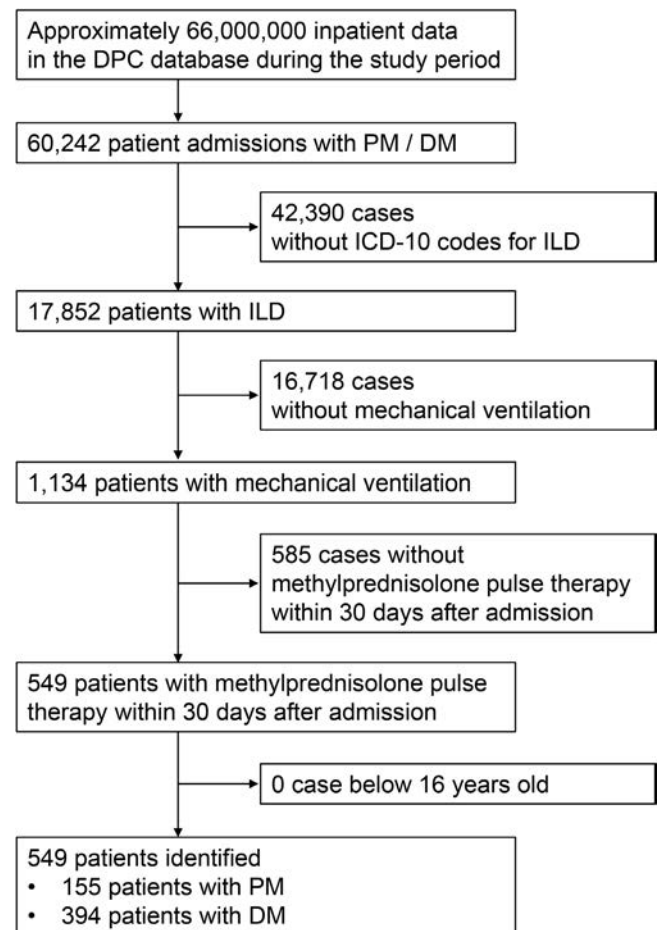 Approximately 66,000,000 inpatient data
in the DPC database during the study period
60,242 patient admissions with PM / DM
42,390 cases
without ICD-10 codes for ILD
17,852 patients with ILD
16,718 cases
without mechanical ventilation
1,134 patients with mechanical ventilation
585 cases without
methylprednisolone pulse therapy
within 30 days after admission
549 patients with methylprednisolone pulse
therapy within 30 days after admission
0 case below 16 years old
549 patients identified
• 155 patients with PM
• 394 patients with DM